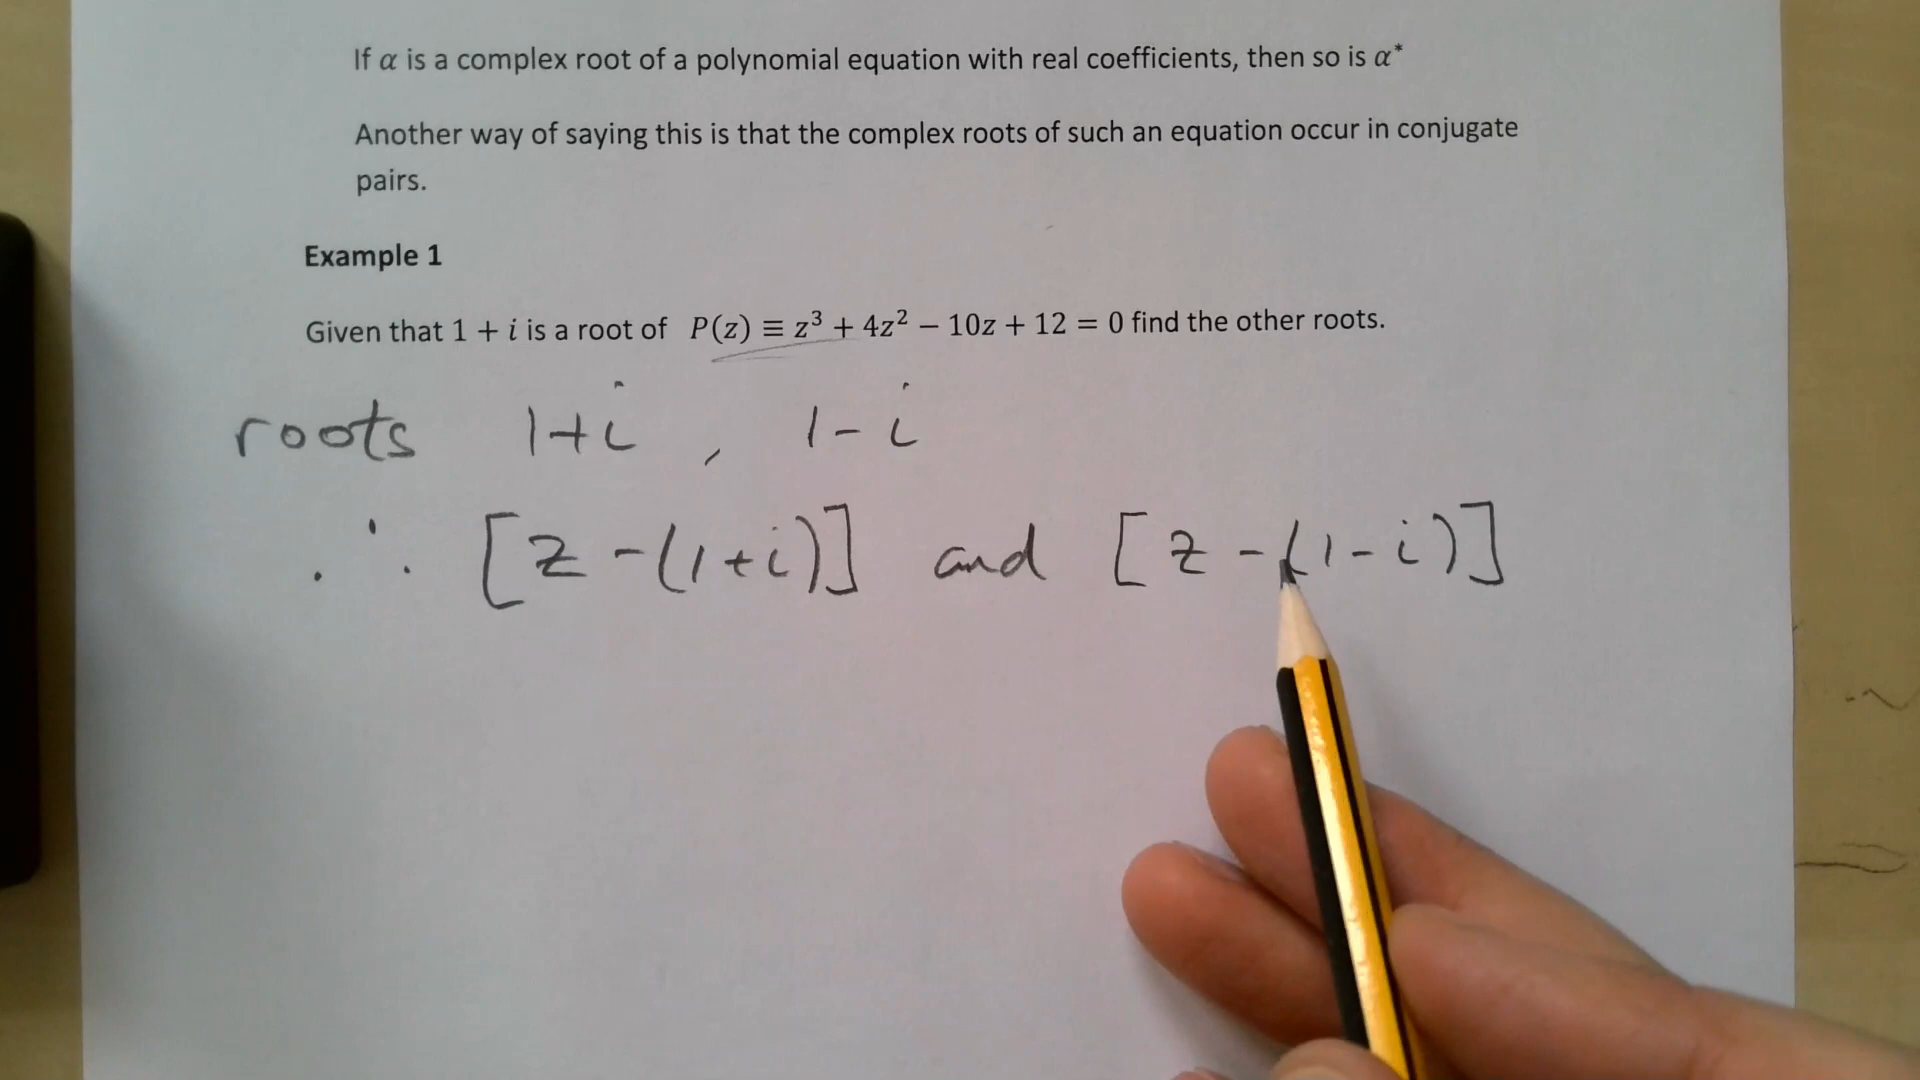 If α is a complex root of a polynomial equation with real coefficients, then so is α*
Another way of saying this is that the complex roots of such an equation occur in conjugate
pairs.
Example 1
Given that 1 + i is a root of P(z) ≡ z³ + 4z² − 10z + 12 = 0 find the other roots.
roots 1+i , 1-i
∴ [z-(1+i)] and [z-(1-i)]